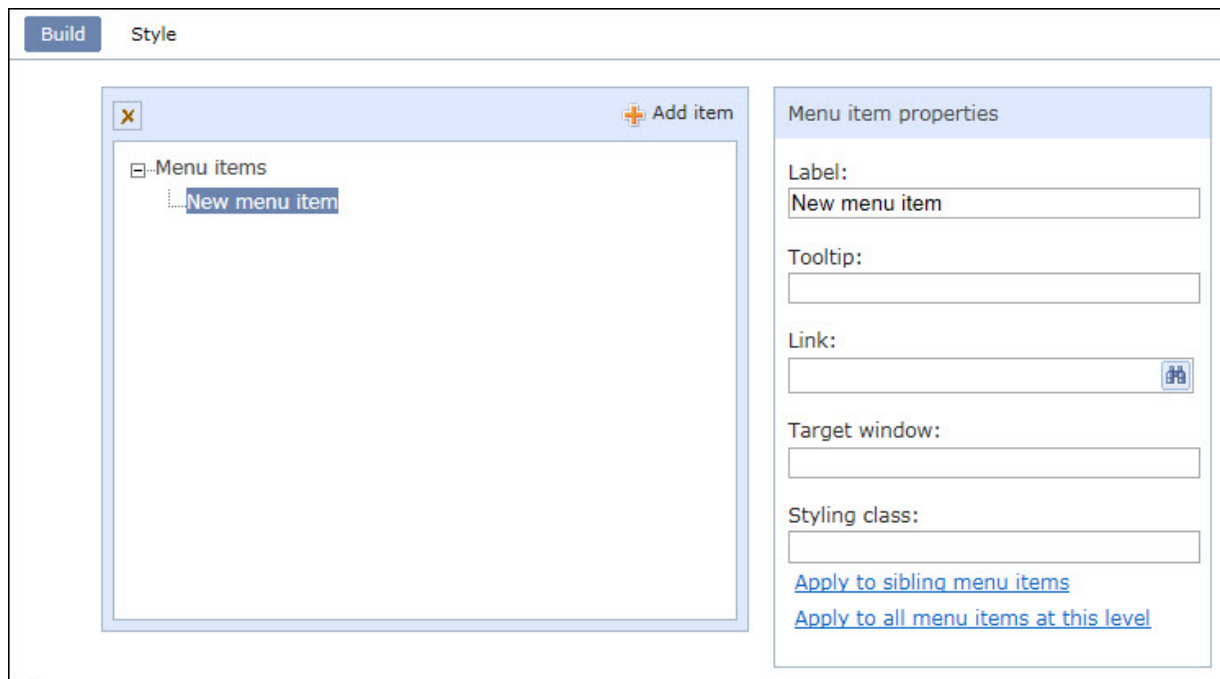 Build Style
Add item
Menu items
New menu item
Menu item properties
Label:
New menu item
Tooltip:
Link:
Target window:
Styling class:
Apply to sibling menu items
Apply to all menu items at this level